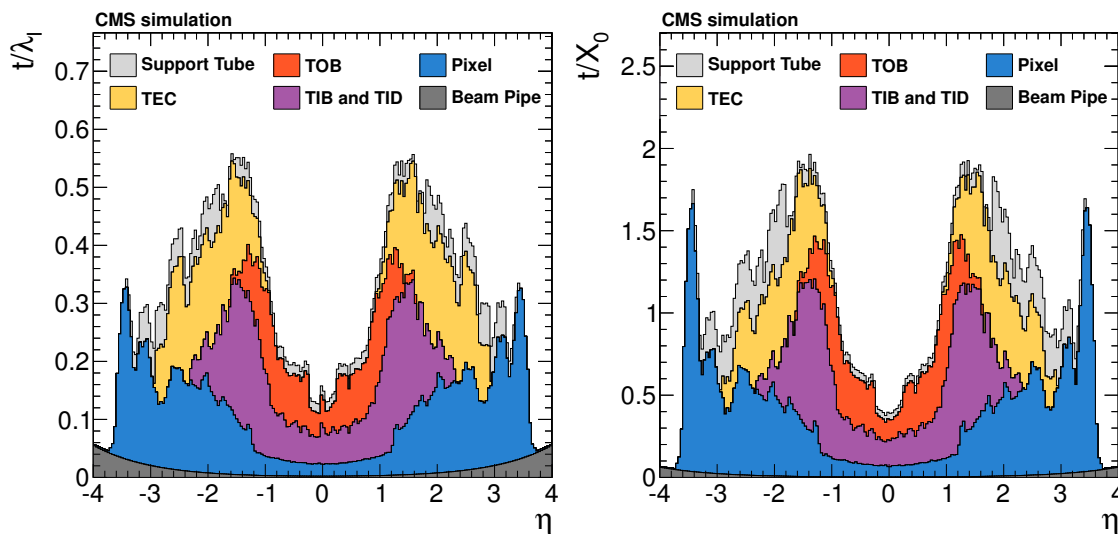 CMS simulation
t/λ_I
Support Tube
TOB
Pixel
TEC
TIB and TID
Beam Pipe
0.7
0.6
0.5
0.4
0.3
0.2
0.1
0
-4 -3 -2 -1 0 1 2 3 4
η
CMS simulation
t/X_0
Support Tube
TOB
Pixel
TEC
TIB and TID
Beam Pipe
2.5
2
1.5
1
0.5
0
-4 -3 -2 -1 0 1 2 3 4
η